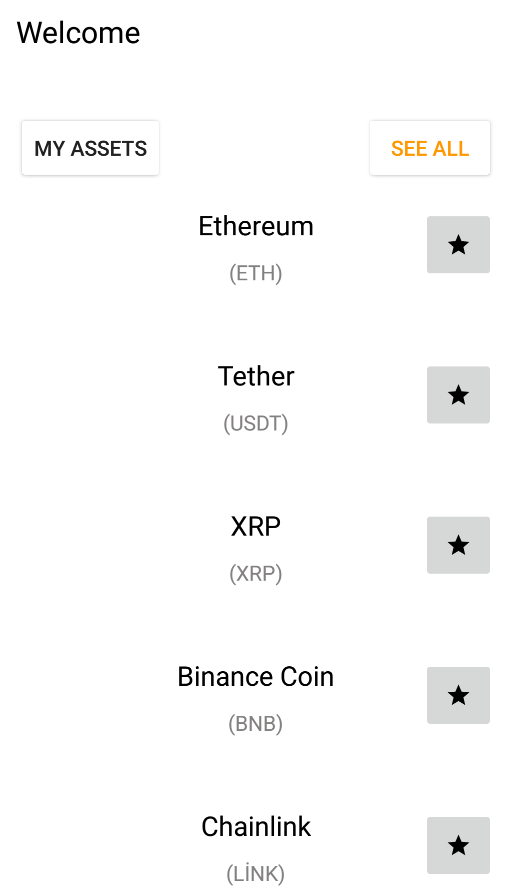 Welcome
MY ASSETS
SEE ALL
Ethereum
(ETH)
Tether
(USDT)
XRP
(XRP)
Binance Coin
(BNB)
Chainlink
(LİNK)